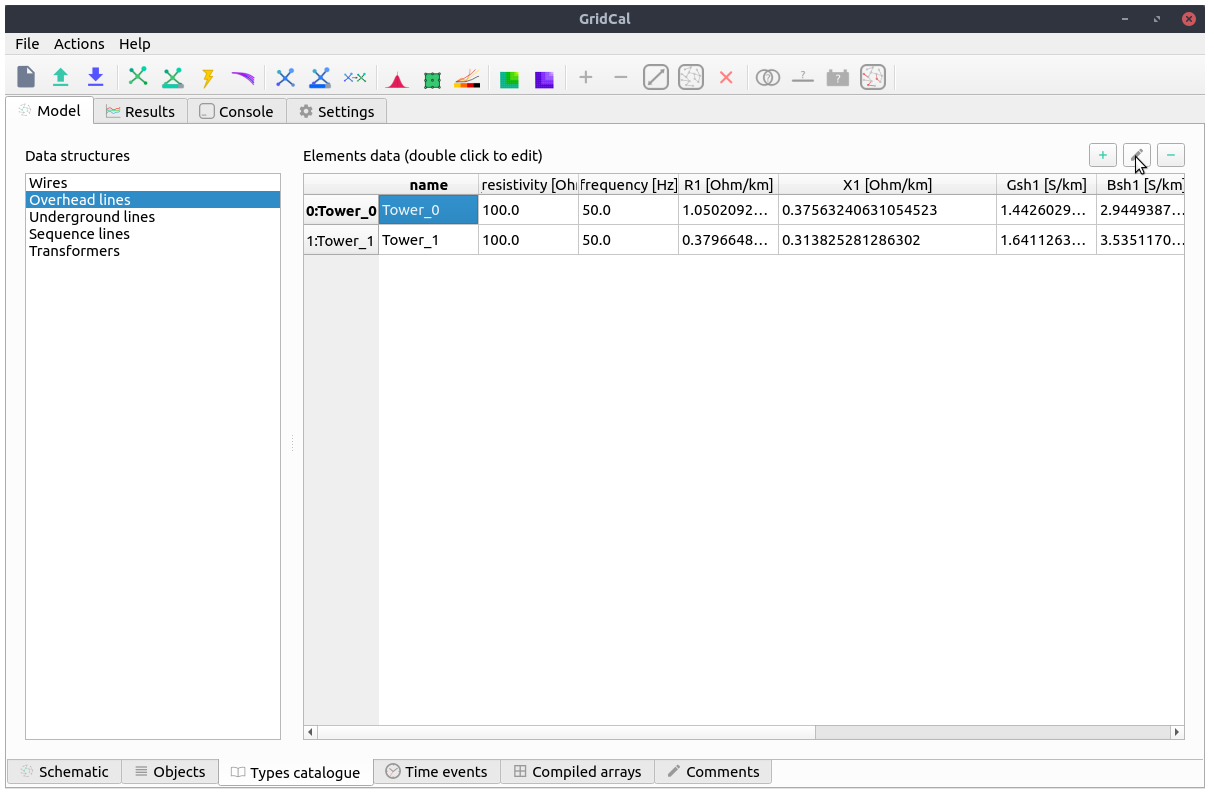 GridCal
File Actions Help
Model Results Console Settings
Data structures
Elements data (double click to edit)
Wires
Overhead lines
Underground lines
Sequence lines
Transformers
name resistivity [Oh frequency [Hz] R1 [Ohm/km] X1 [Ohm/km] Gsh1 [S/km] Bsh1 [S/km]
0:Tower_0 Tower_0 100.0 50.0 1.0502092... 0.37563240631054523 1.4426029... 2.9449387...
1:Tower_1 Tower_1 100.0 50.0 0.3796648... 0.313825281286302 1.6411263... 3.5351170...
Schematic Objects Types catalogue Time events Compiled arrays Comments